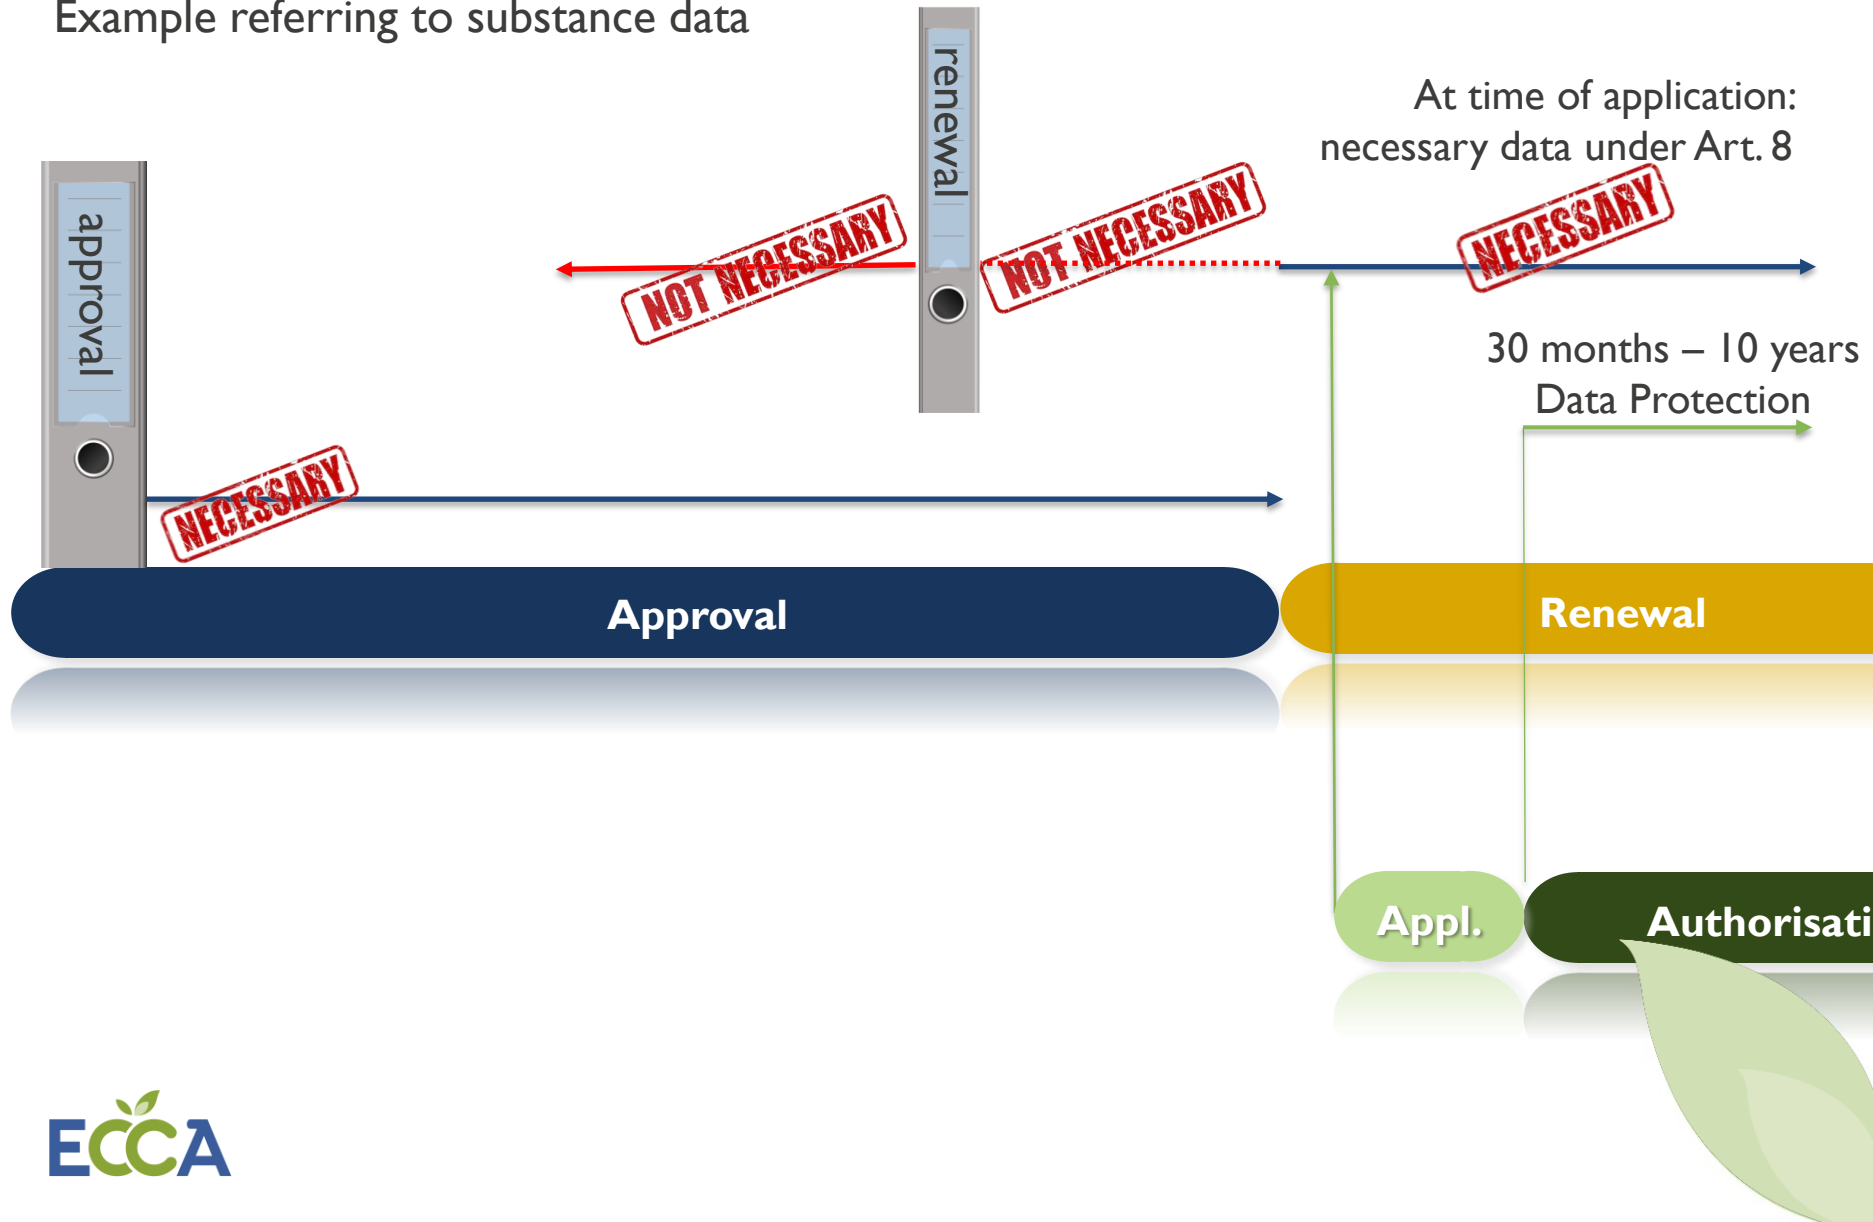 Example referring to substance data
renewal
At time of application:
necessary data under Art. 8
approval
NOT NECESSARY
NOT NECESSARY
NECESSARY
30 months – 10 years
Data Protection
NECESSARY
Approval
Renewal
Appl.
Authorisati
ECCA